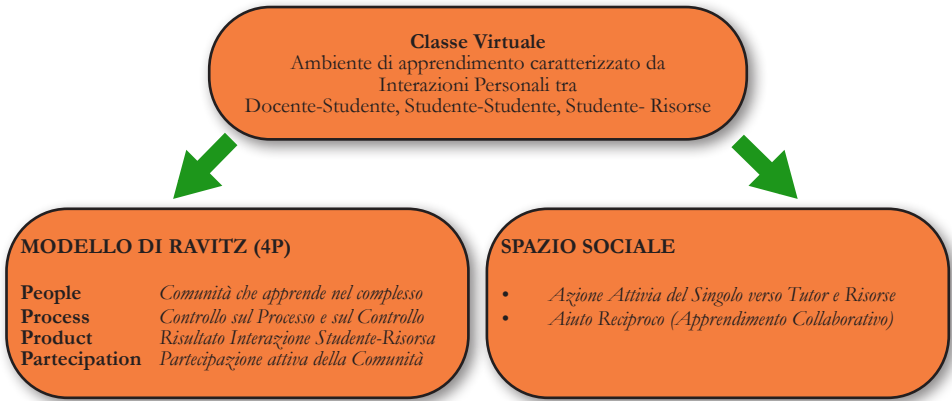 Classe Virtuale
Ambiente di apprendimento caratterizzato da
Interazioni Personali tra
Docente-Studente, Studente-Studente, Studente- Risorse
MODELLO DI RAVITZ (4P)
People Comunità che apprende nel complesso
Process Controllo sul Processo e sul Controllo
Product Risultato Interazione Studente-Risorsa
Partecipation Partecipazione attiva della Comunità
SPAZIO SOCIALE
• Azione Attivia del Singolo verso Tutor e Risorse
• Aiuto Reciproco (Apprendimento Collaborativo)